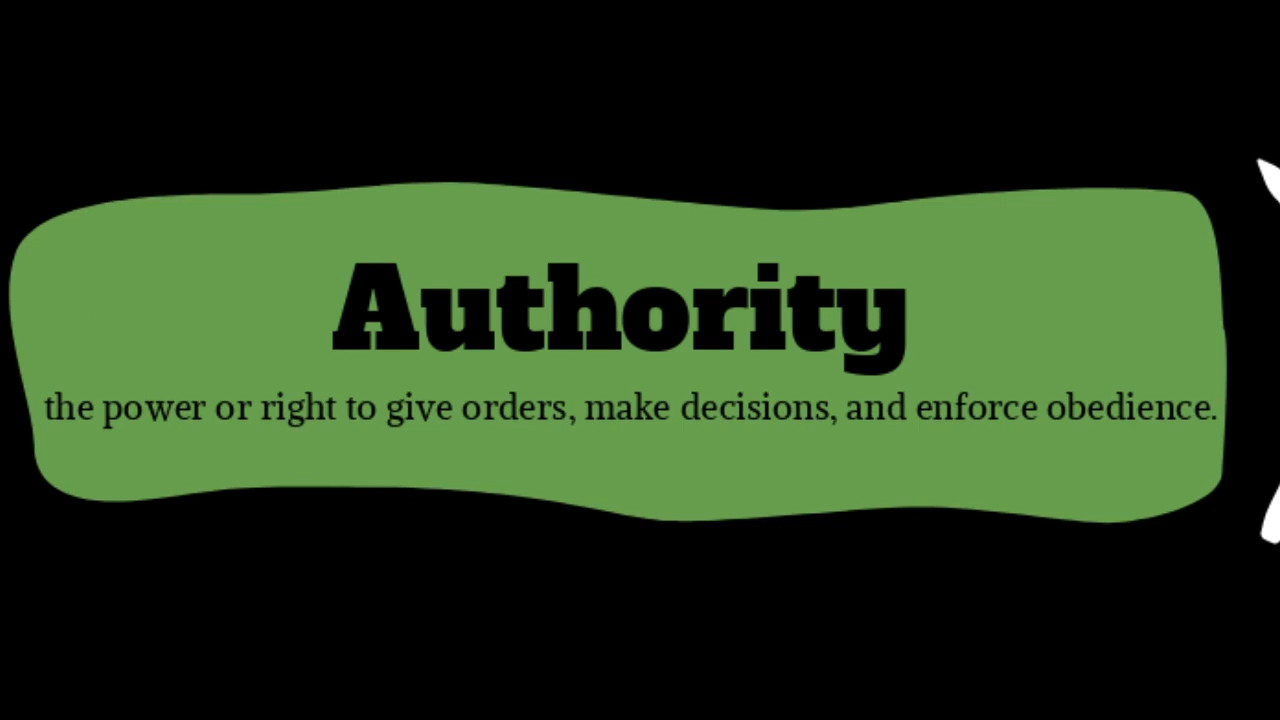 Authority
the power or right to give orders, make decisions, and enforce obedience.